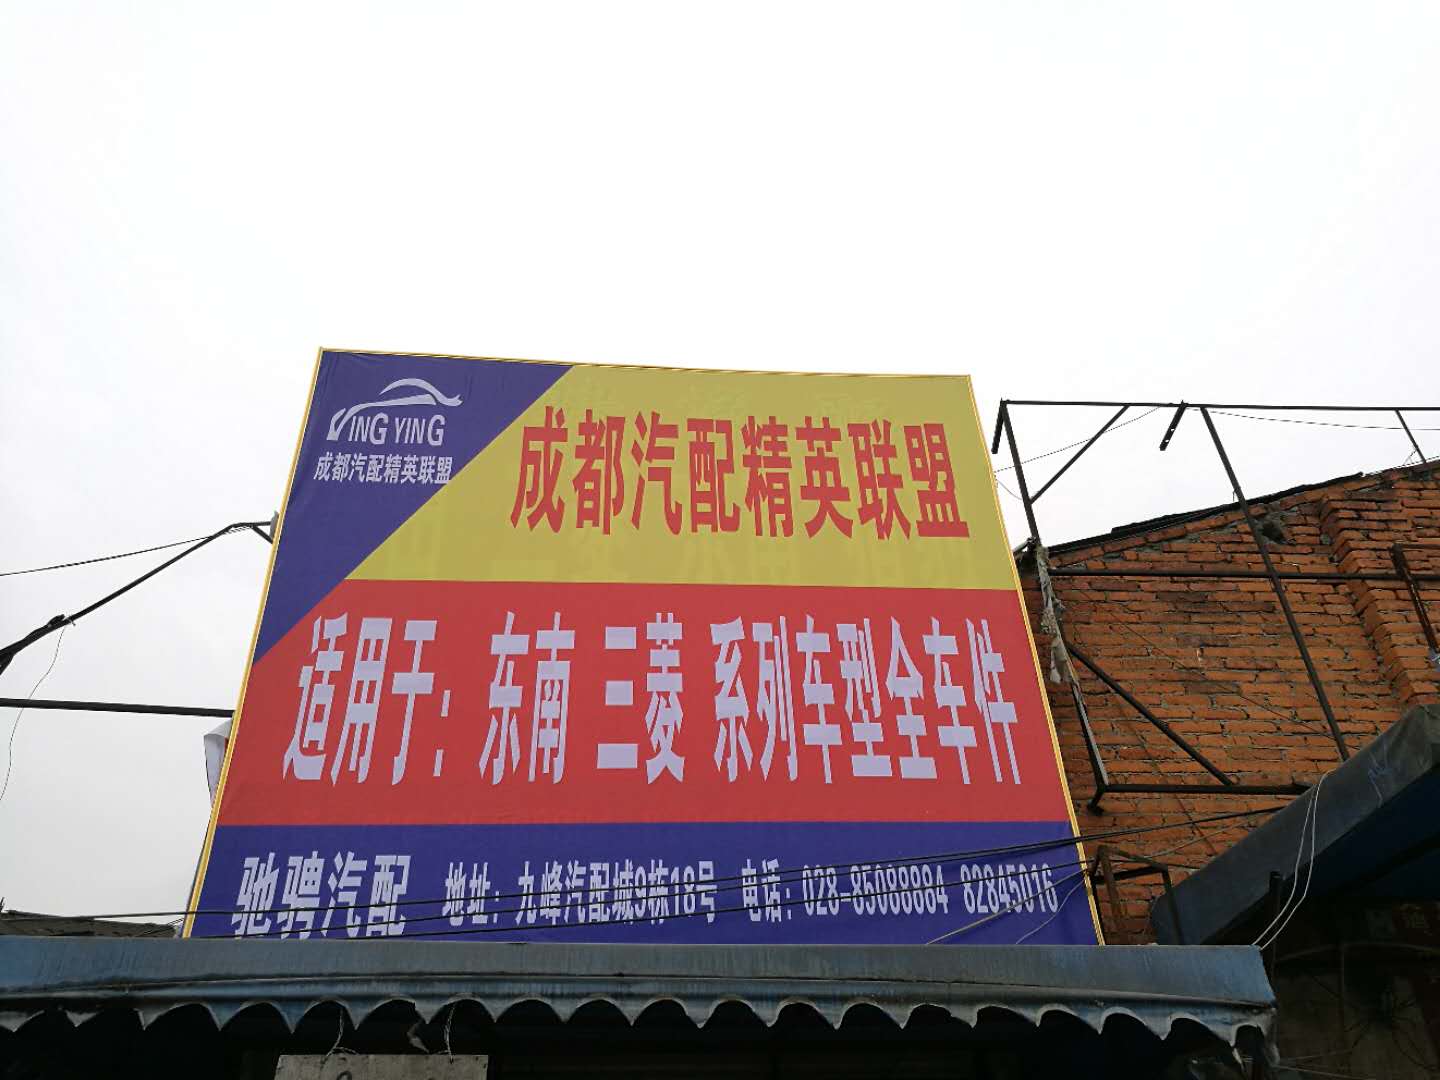 JING YING
成都汽配精英联盟
成都汽配精英联盟
适用于：东南 三菱 系列车型全车件
驰骋汽配 地址：九峰汽配城9栋18号 电话：028-85088884 82845016